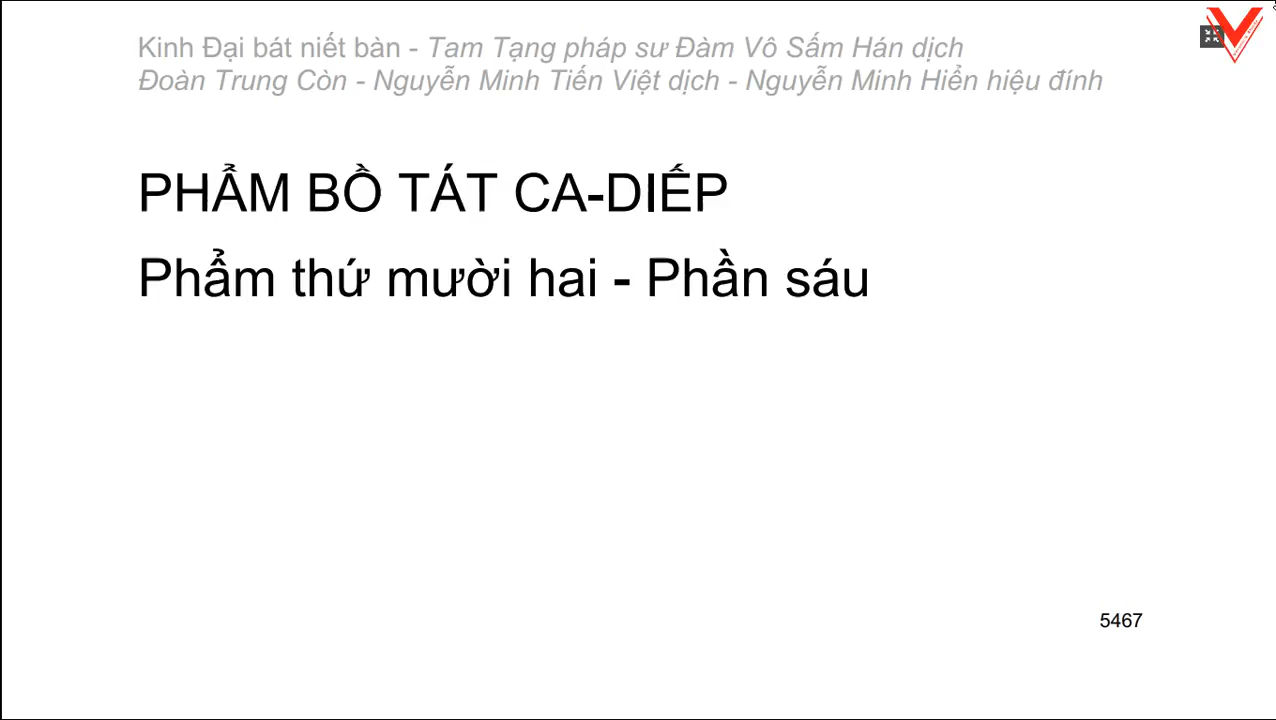 Kinh Đại bát niết bàn - Tam Tạng pháp sư Đàm Vô Sấm Hán dịch
Đoàn Trung Còn - Nguyễn Minh Tiến Việt dịch - Nguyễn Minh Hiển hiệu đính
PHẨM BỒ TÁT CA-DIẾP
Phẩm thứ mười hai - Phần sáu
5467